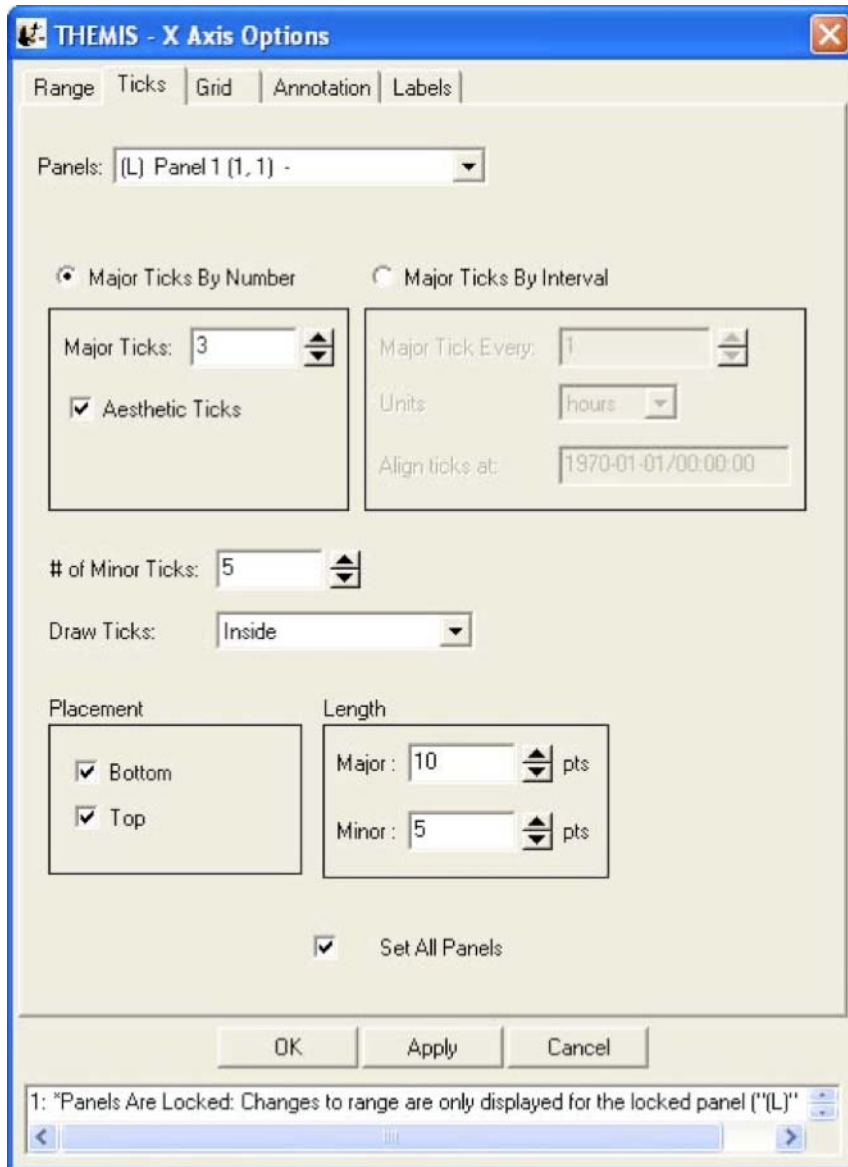 THEMIS - X Axis Options
Range Ticks Grid Annotation Labels
Panels: (L) Panel 1 (1, 1) -
Major Ticks By Number Major Ticks By Interval
Major Ticks: 3 Major Tick Every: 1
Aesthetic Ticks Units hours
Align ticks at: 1970-01-01/00:00:00
# of Minor Ticks: 5
Draw Ticks: Inside
Placement Length
Bottom Major : 10 pts
Top Minor : 5 pts
Set All Panels
OK Apply Cancel
1: *Panels Are Locked: Changes to range are only displayed for the locked panel ("(L)"